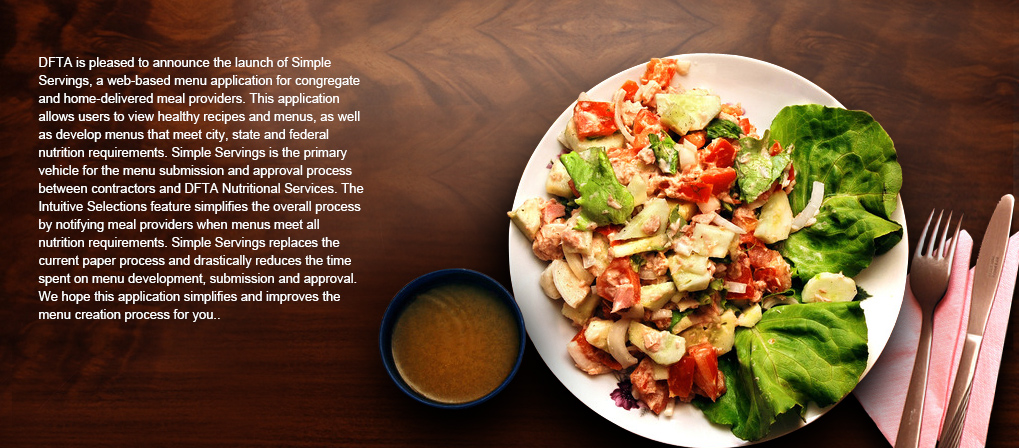 DFTA is pleased to announce the launch of Simple
Servings, a web-based menu application for congregate
and home-delivered meal providers. This application
allows users to view healthy recipes and menus, as well
as develop menus that meet city, state and federal
nutrition requirements. Simple Servings is the primary
vehicle for the menu submission and approval process
between contractors and DFTA Nutritional Services. The
Intuitive Selections feature simplifies the overall process
by notifying meal providers when menus meet all
nutrition requirements. Simple Servings replaces the
current paper process and drastically reduces the time
spent on menu development, submission and approval.
We hope this application simplifies and improves the
menu creation process for you..